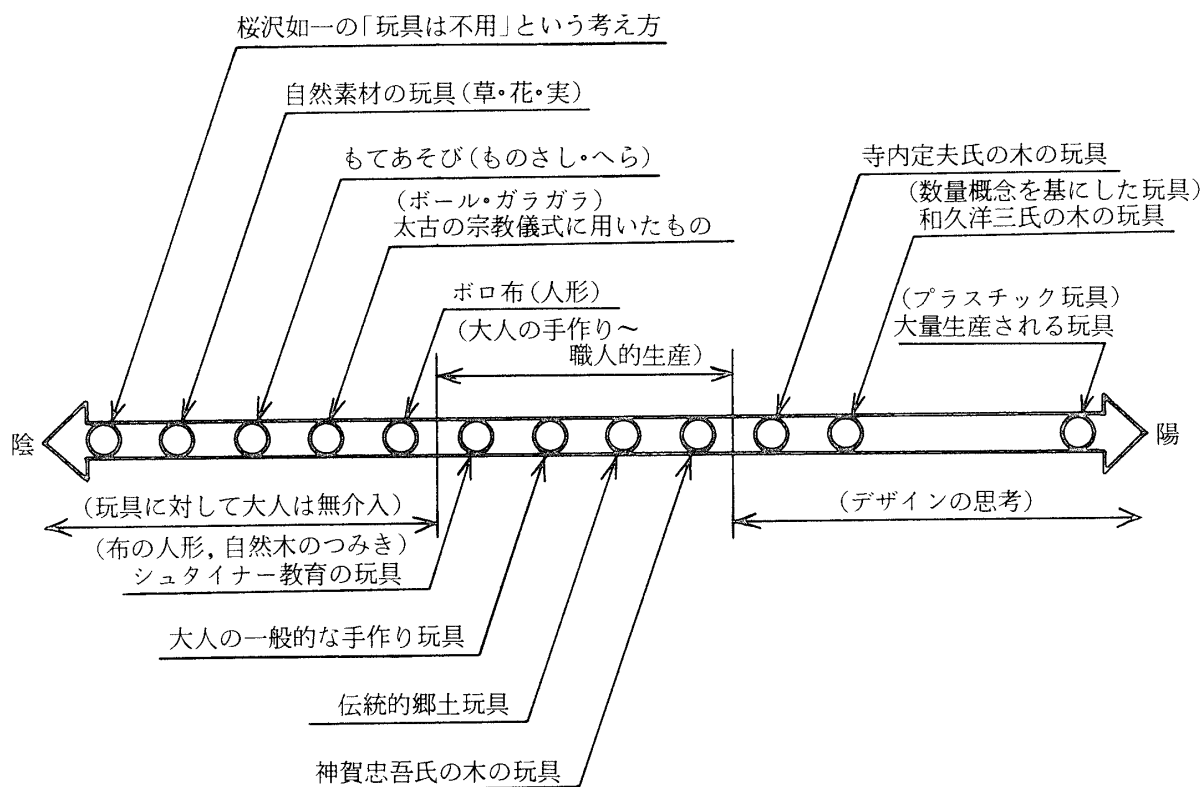 桜沢如一の「玩具は不用」という考え方
自然素材の玩具(草・花・実)
もてあそび(ものさし・へら)
(ボール・ガラガラ)
太古の宗教儀式に用いたもの
ボロ布(人形)
(大人の手作り〜
職人的生産)
寺内定夫氏の木の玩具
(数量概念を基にした玩具)
和久洋三氏の木の玩具
(プラスチック玩具)
大量生産される玩具
陰
陽
(玩具に対して大人は無介入)
(デザインの思考)
(布の人形,自然木のつみき)
シュタイナー教育の玩具
大人の一般的な手作り玩具
伝統的郷土玩具
神賀忠吾氏の木の玩具